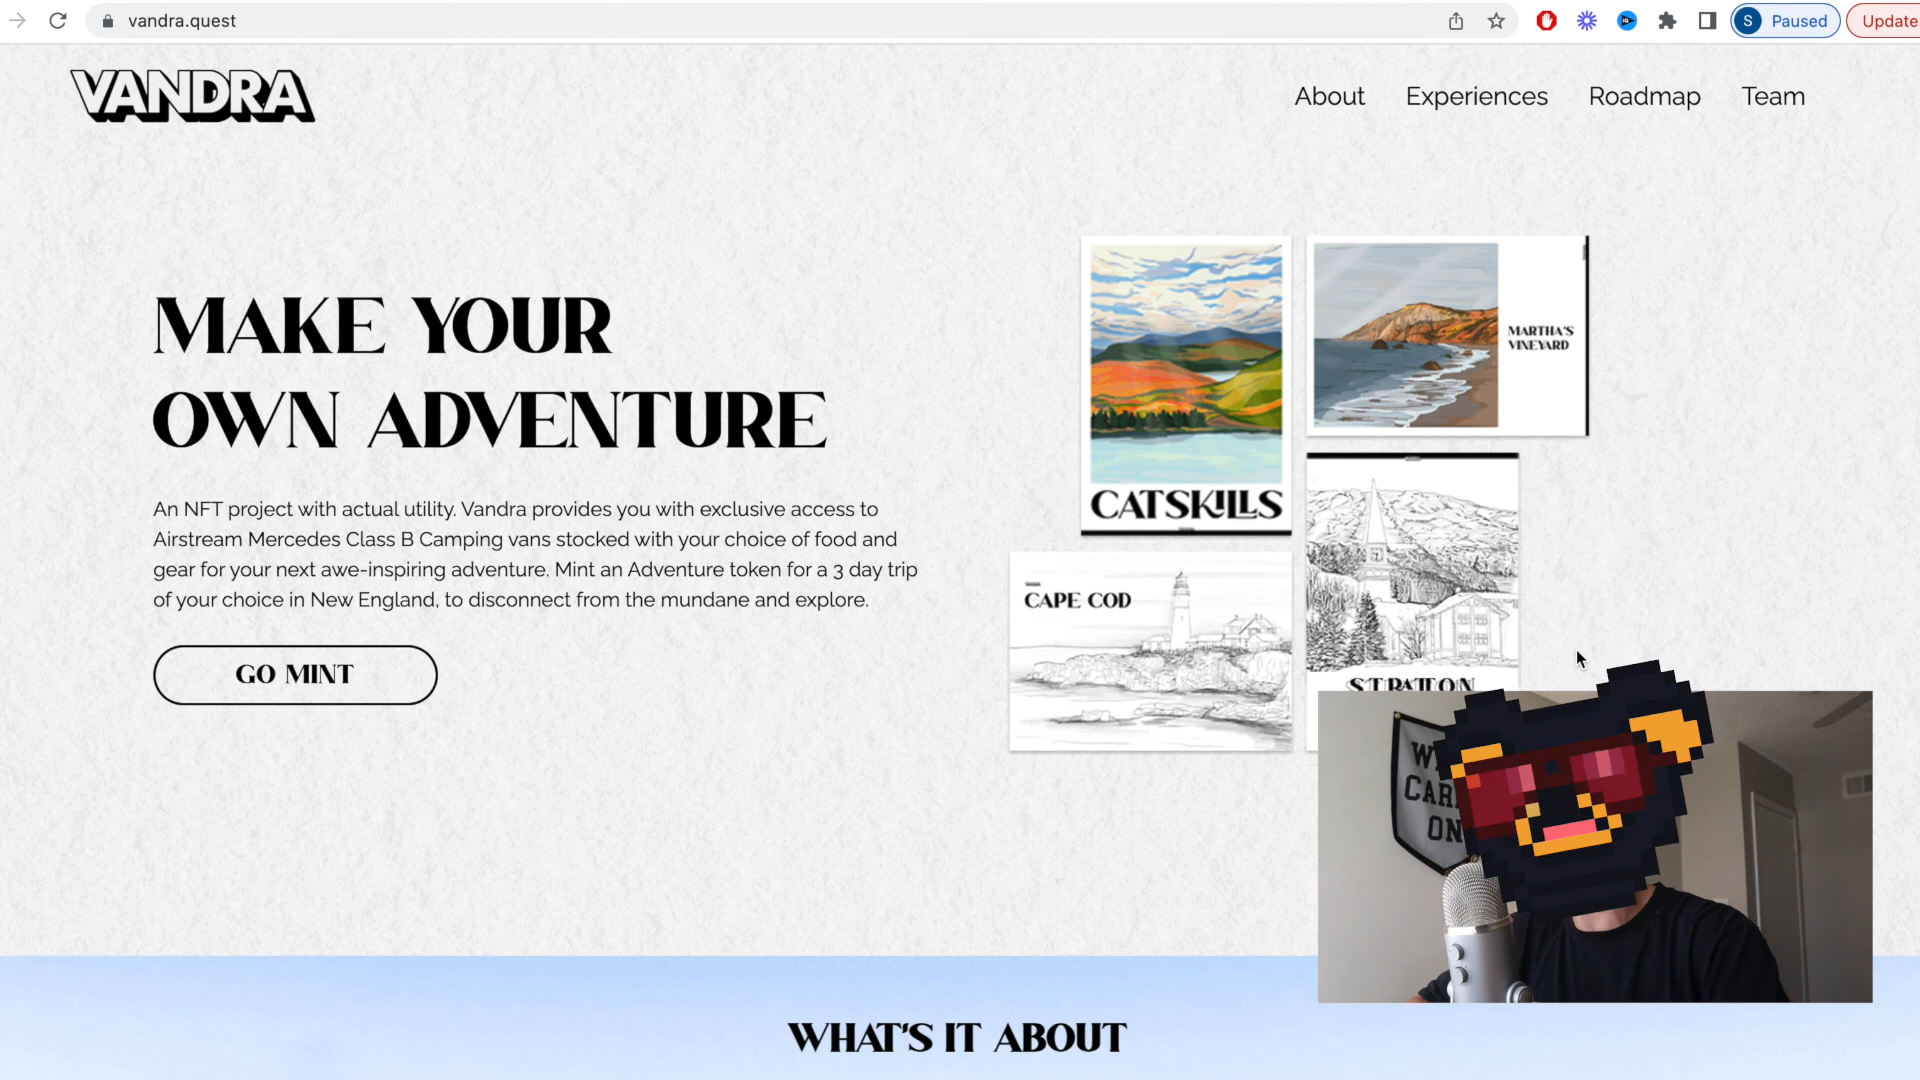 vandra.quest
S Paused
Update
VANDRA
About Experiences Roadmap Team
MAKE YOUR
OWN ADVENTURE
An NFT project with actual utility. Vandra provides you with exclusive access to
Airstream Mercedes Class B Camping vans stocked with your choice of food and
gear for your next awe-inspiring adventure. Mint an Adventure token for a 3 day trip
of your choice in New England, to disconnect from the mundane and explore.
GO MINT
CATSKILLS
MARTHA'S
VINEYARD
CAPE COD
STRATTON
CAR
ON
WHAT'S IT ABOUT